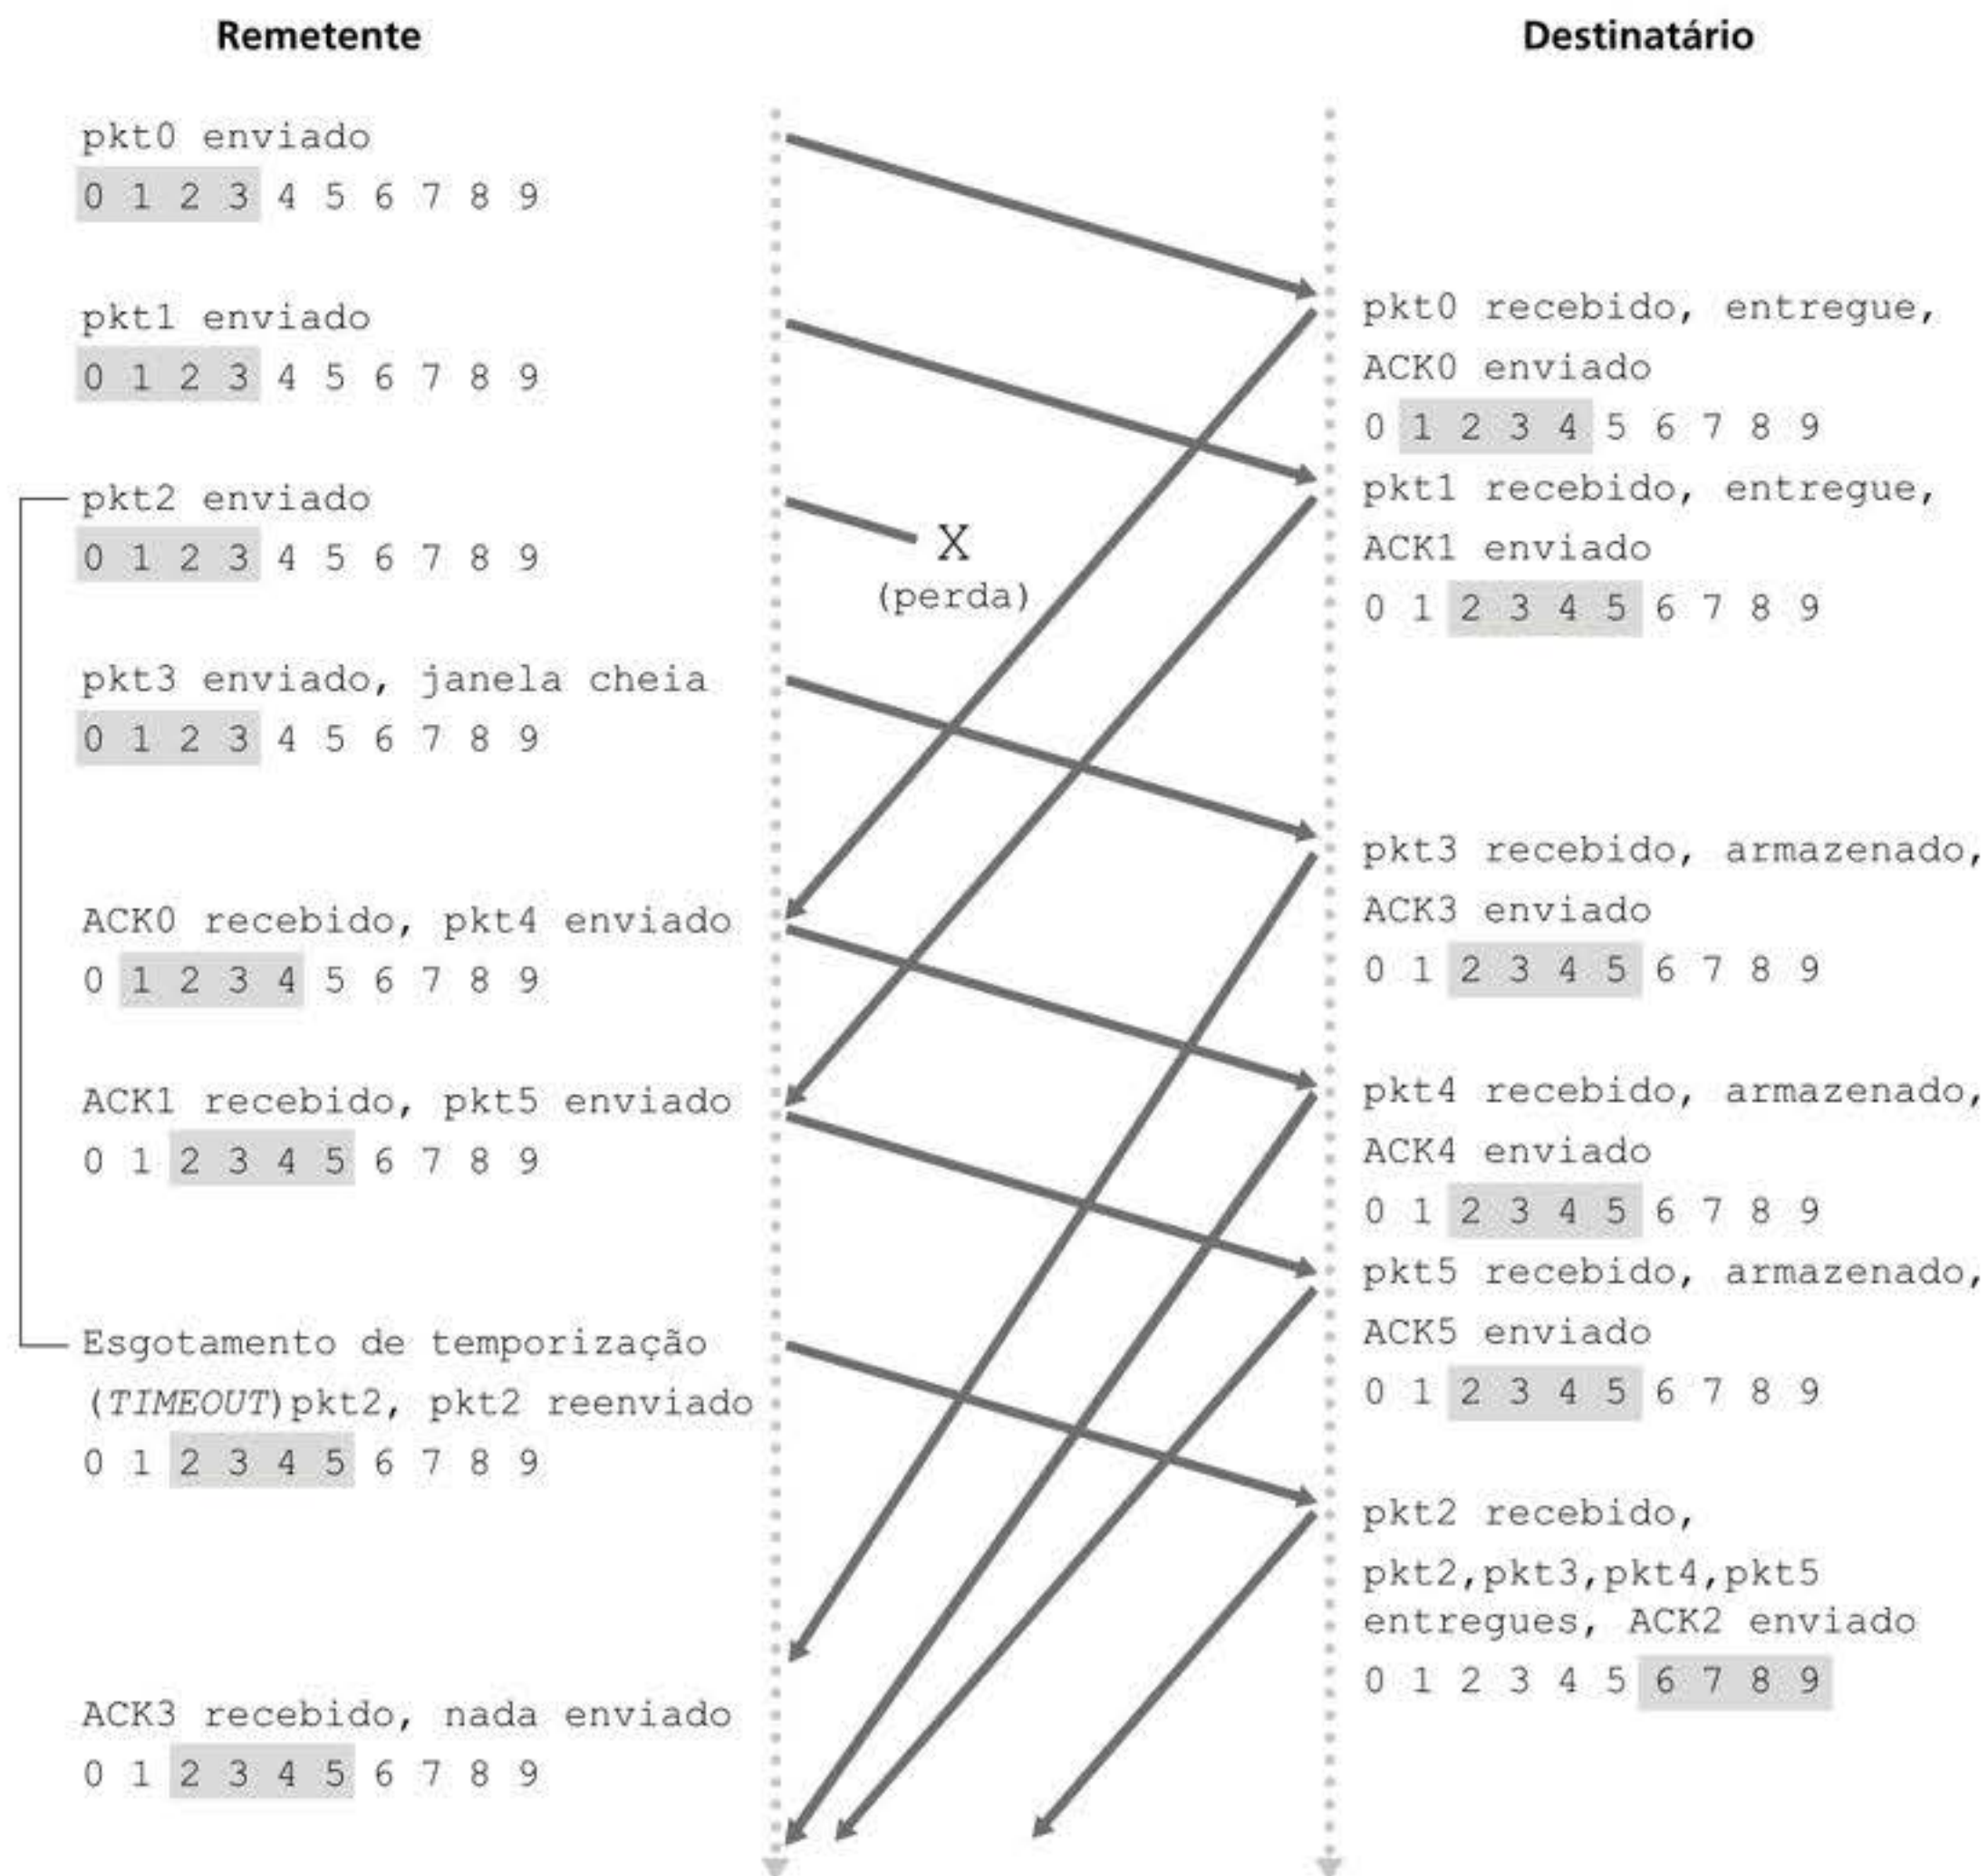 Remetente
pkt0 enviado
0 1 2 3 4 5 6 7 8 9
pkt1 enviado
0 1 2 3 4 5 6 7 8 9
pkt2 enviado
0 1 2 3 4 5 6 7 8 9
pkt3 enviado, janela cheia
0 1 2 3 4 5 6 7 8 9
ACK0 recebido, pkt4 enviado
0 1 2 3 4 5 6 7 8 9
ACK1 recebido, pkt5 enviado
0 1 2 3 4 5 6 7 8 9
Esgotamento de temporização
(TIMEOUT)pkt2, pkt2 reenviado
0 1 2 3 4 5 6 7 8 9
ACK3 recebido, nada enviado
0 1 2 3 4 5 6 7 8 9
X
(perda)
Destinatário
pkt0 recebido, entregue,
ACK0 enviado
0 1 2 3 4 5 6 7 8 9
pkt1 recebido, entregue,
ACK1 enviado
0 1 2 3 4 5 6 7 8 9
pkt3 recebido, armazenado,
ACK3 enviado
0 1 2 3 4 5 6 7 8 9
pkt4 recebido, armazenado,
ACK4 enviado
0 1 2 3 4 5 6 7 8 9
pkt5 recebido, armazenado,
ACK5 enviado
0 1 2 3 4 5 6 7 8 9
pkt2 recebido,
pkt2,pkt3,pkt4,pkt5
entregues, ACK2 enviado
0 1 2 3 4 5 6 7 8 9